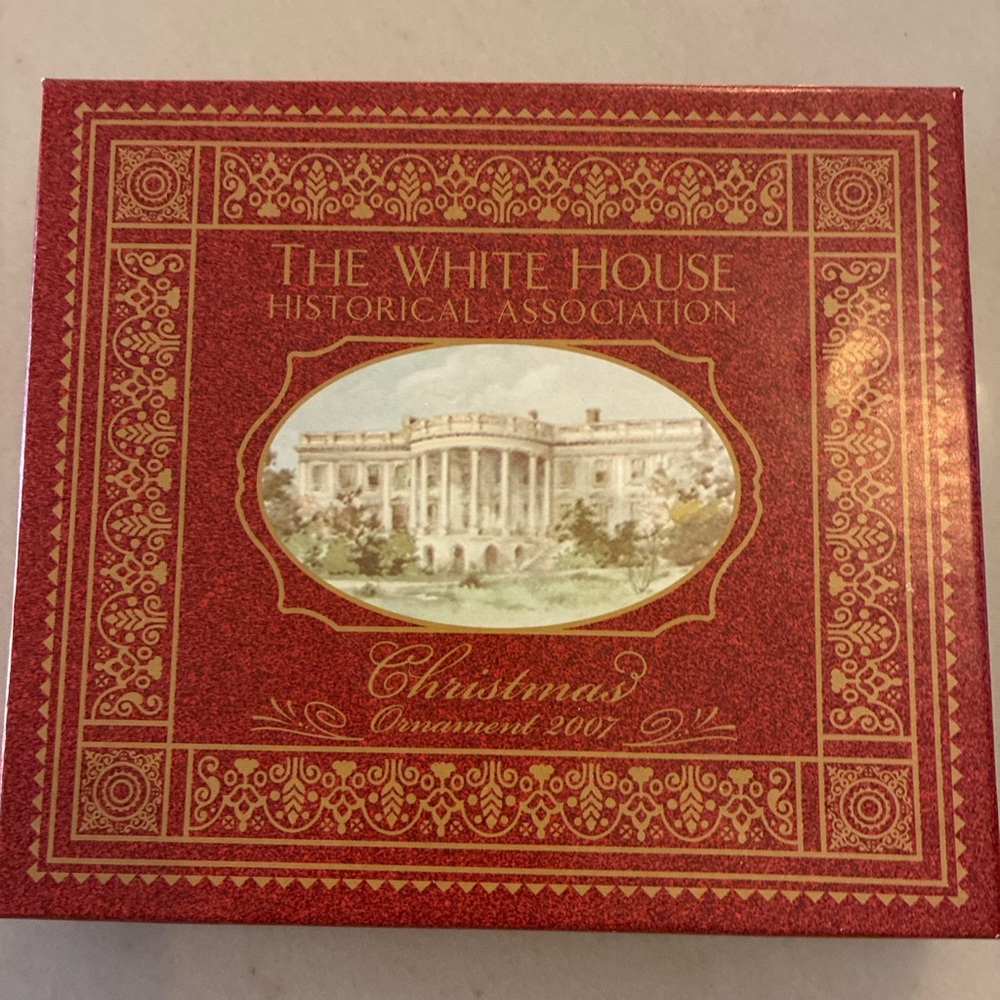 THE WHITE HOUSE
HISTORICAL ASSOCIATION
Christmas
Ornament 2007